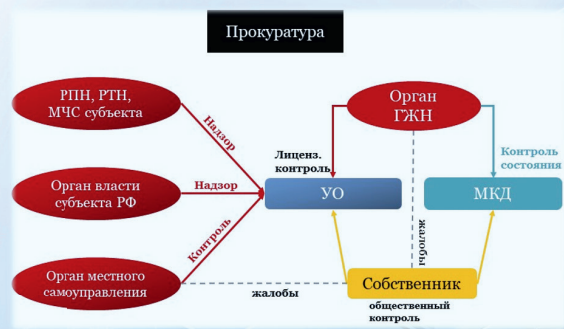 Прокуратура
РПН, РТН,
МЧС субъекта
Орган
ГЖН
Надзор
Лиценз.
контроль
Контроль
состояния
Орган власти
субъекта РФ
Надзор
УО
МКД
Контроль
жалобы
Орган местного
самоуправления
жалобы
Собственник
общественный
контроль